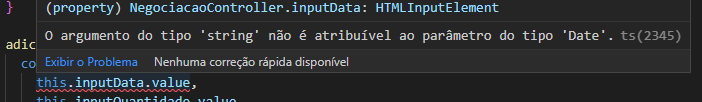 }
(property) NegociacaoController.inputData: HTMLInputElement
O argumento do tipo 'string' não é atribuível ao parâmetro do tipo 'Date'. ts(2345)
adic
Exibir o Problema Nenhuma correção rápida disponível
co
this.inputData.value,
this.inputQuantidade.value